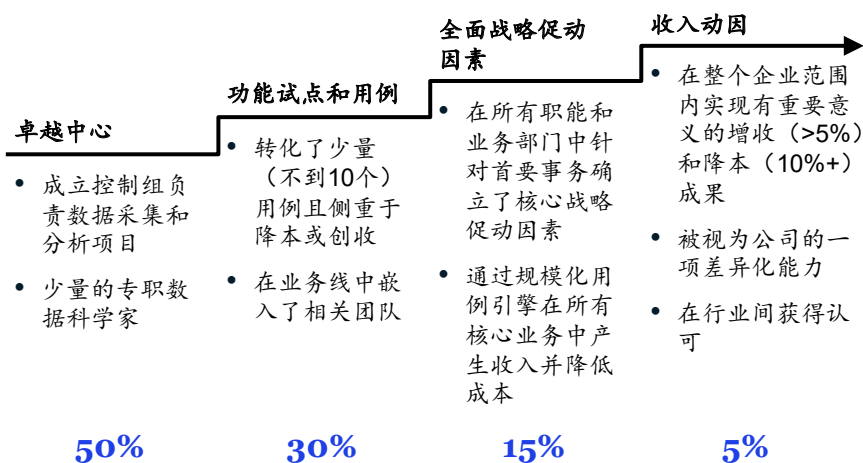 卓越中心
• 成立控制组负
责数据采集和
分析项目
• 少量的专职数
据科学家
50%
功能试点和用例
• 转化了少量
（不到10个）
用例且侧重于
降本或创收
• 在业务线中嵌
入了相关团队
30%
全面战略促动
因素
• 在所有职能和
业务部门中针
对首要事务确
立了核心战略
促动因素
• 通过规模化用
例引擎在所有
核心业务中产
生收入并降低
成本
15%
收入动因
• 在整个企业范围
内实现有重要意
义的增收（>5%）
和降本（10%+）
成果
• 被视为公司的一
项差异化能力
• 在行业间获得认
可
5%